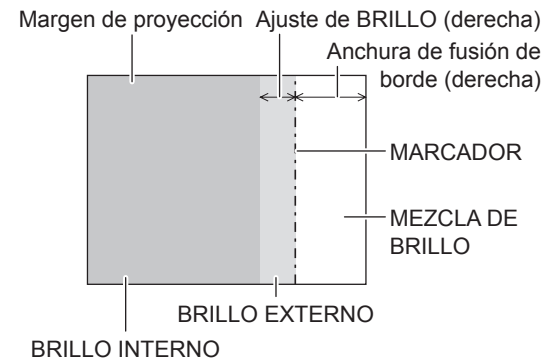 Margen de proyección
Ajuste de BRILLO (derecha)
Anchura de fusión de
borde (derecha)
MARCADOR
MEZCLA DE
BRILLO
BRILLO EXTERNO
BRILLO INTERNO